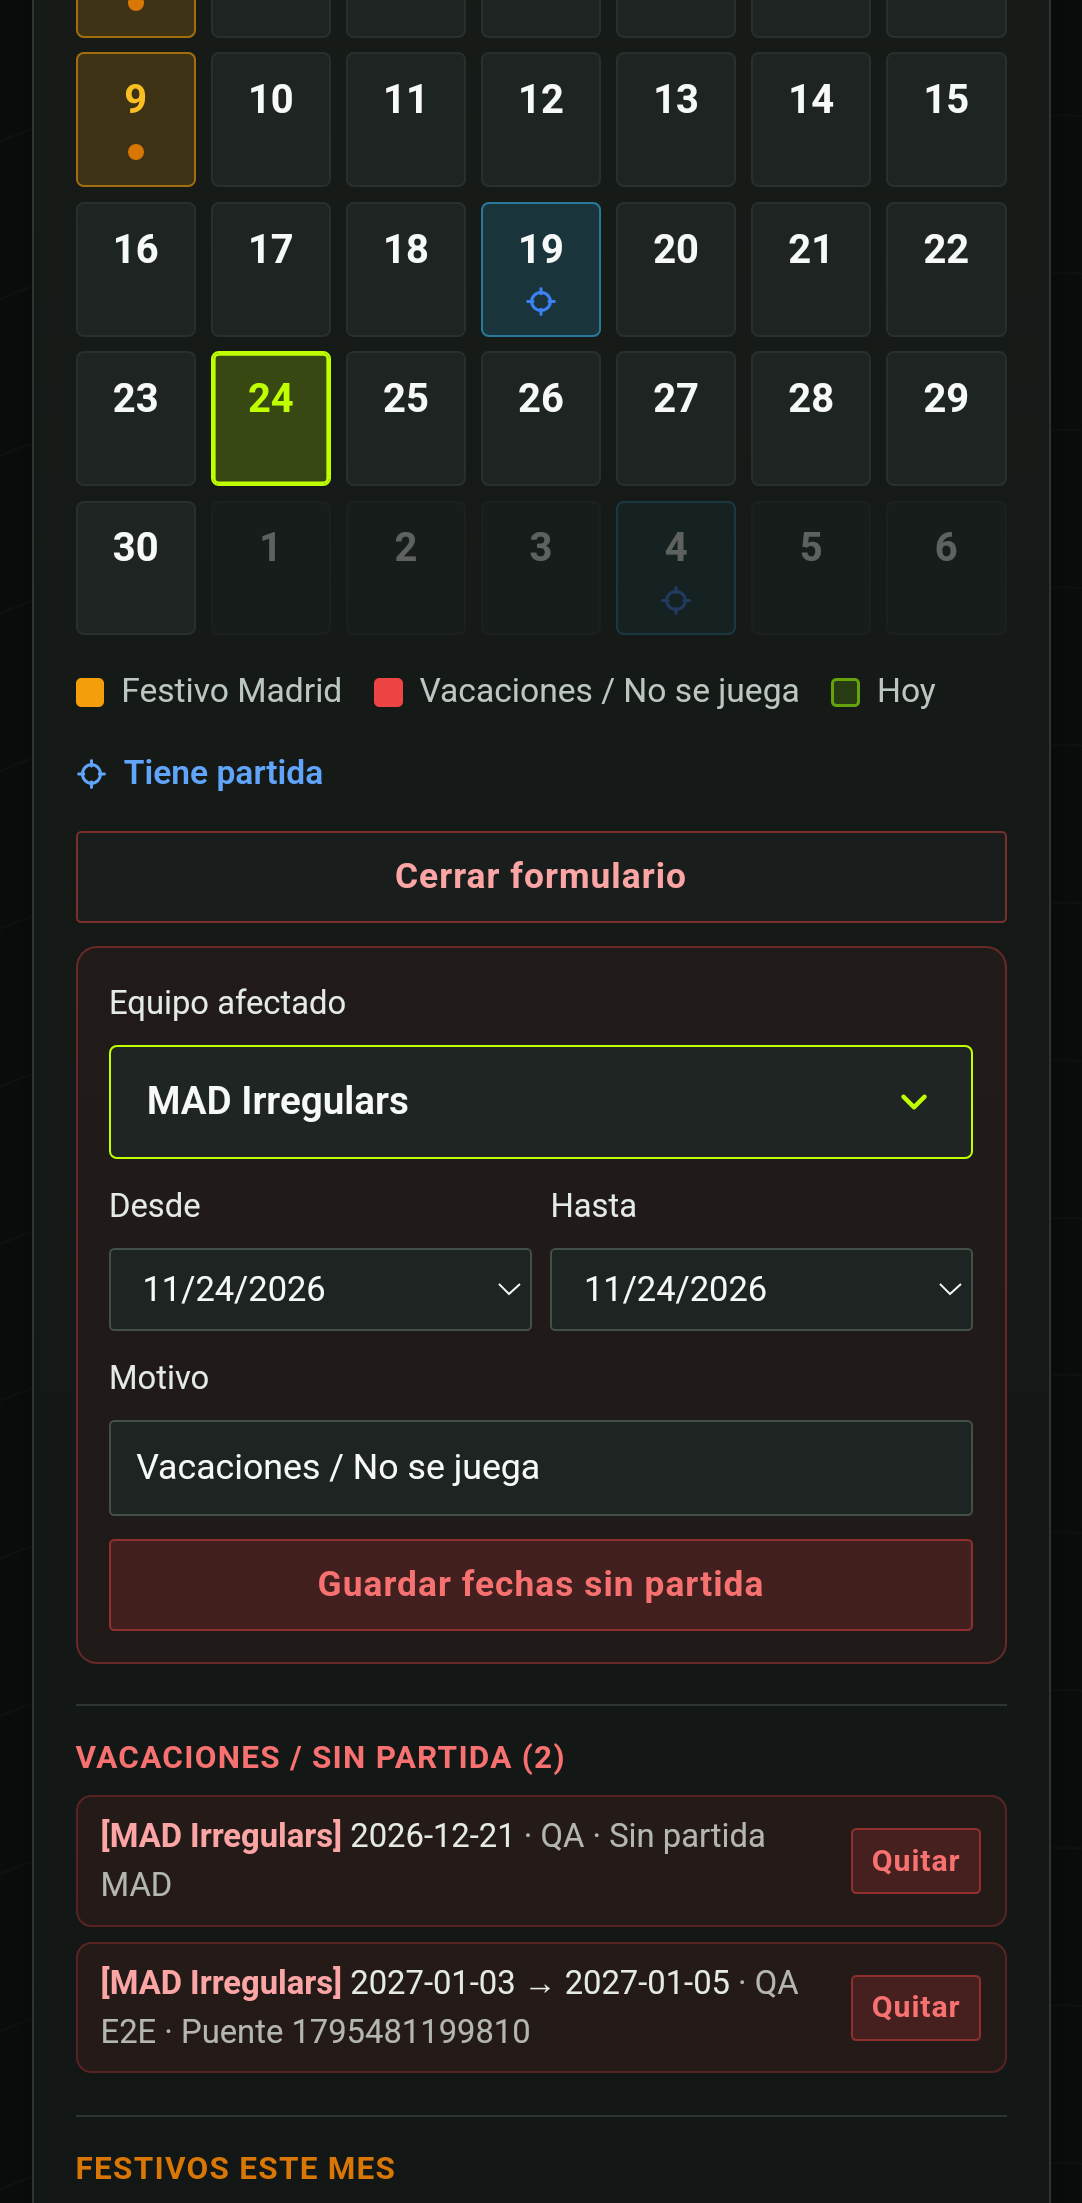 9 10 11 12 13 14 15
16 17 18 19 20 21 22
23 24 25 26 27 28 29
30 1 2 3 4 5 6
Festivo Madrid Vacaciones / No se juega Hoy
Tiene partida
Cerrar formulario
Equipo afectado
MAD Irregulars
Desde Hasta
11/24/2026 11/24/2026
Motivo
Vacaciones / No se juega
Guardar fechas sin partida
VACACIONES / SIN PARTIDA (2)
[MAD Irregulars] 2026-12-21 · QA · Sin partida
MAD
Quitar
[MAD Irregulars] 2027-01-03 → 2027-01-05 · QA
E2E · Puente 1795481199810
Quitar
FESTIVOS ESTE MES